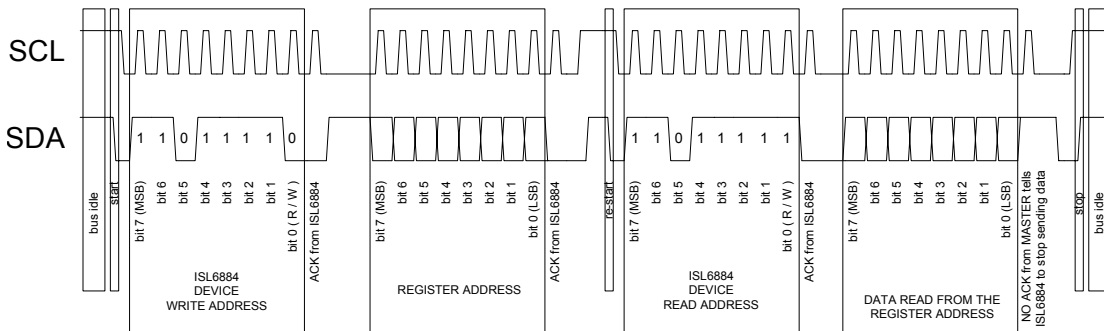 SCL
SDA
1 1 0 1 1 1 1 0
1 1 0 1 1 1 1 1
bus idle
start
bit 7 (MSB)
bit 6
bit 5
bit 4
bit 3
bit 2
bit 1
bit 0 ( R / W )
ACK from ISL6884
bit 7 (MSB)
bit 6
bit 5
bit 4
bit 3
bit 2
bit 1
bit 0 (LSB)
ACK from ISL6884
re-start
bit 7 (MSB)
bit 6
bit 5
bit 4
bit 3
bit 2
bit 1
bit 0 ( R / W )
ACK from ISL6884
bit 7 (MSB)
bit 6
bit 5
bit 4
bit 3
bit 2
bit 1
bit 0 (LSB)
NO ACK from MASTER tells
ISL6884 to stop sending data
stop
bus idle
ISL6884
DEVICE
WRITE ADDRESS
REGISTER ADDRESS
ISL6884
DEVICE
READ ADDRESS
DATA READ FROM THE
REGISTER ADDRESS